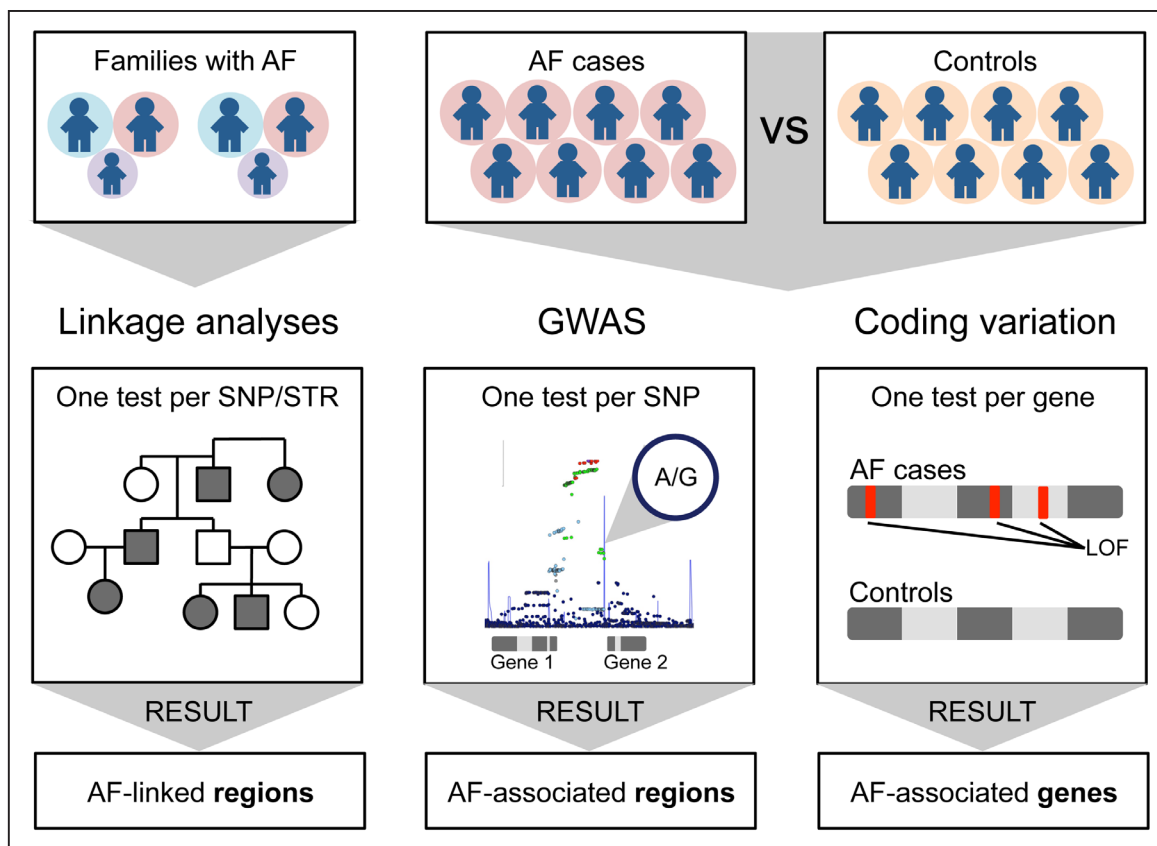 Families with AF
AF cases
vs
Controls
Linkage analyses
GWAS
Coding variation
One test per SNP/STR
One test per SNP
A/G
Gene 1
Gene 2
One test per gene
AF cases
LOF
Controls
RESULT
RESULT
RESULT
AF-linked regions
AF-associated regions
AF-associated genes